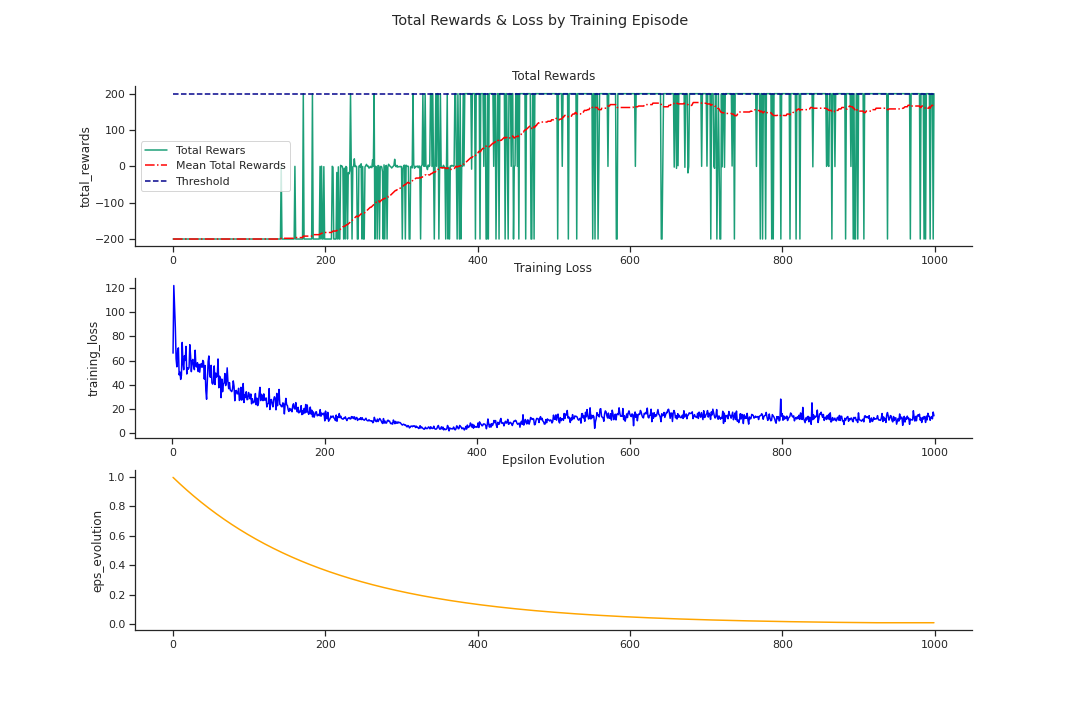 Total Rewards & Loss by Training Episode
Total Rewards
total_rewards
200
100
0
−100
−200
Total Rewars
Mean Total Rewards
Threshold
0 200 400 600 800 1000
Training Loss
training_loss
120
100
80
60
40
20
0
0 200 400 600 800 1000
Epsilon Evolution
eps_evolution
1.0
0.8
0.6
0.4
0.2
0.0
0 200 400 600 800 1000